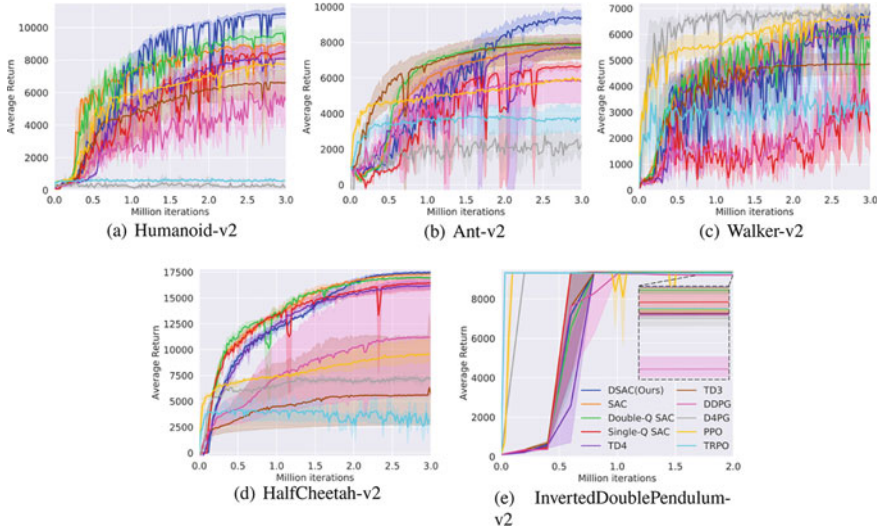 Average Return
10000
8000
6000
4000
2000
0
0.0 0.5 1.0 1.5 2.0 2.5 3.0
Million iterations
(a) Humanoid-v2
Average Return
10000
8000
6000
4000
2000
0
0.0 0.5 1.0 1.5 2.0 2.5 3.0
Million iterations
(b) Ant-v2
Average Return
7000
6000
5000
4000
3000
2000
1000
0
0.0 0.5 1.0 1.5 2.0 2.5 3.0
Million iterations
(c) Walker-v2
Average Return
17500
15000
12500
10000
7500
5000
2500
0
0.0 0.5 1.0 1.5 2.0 2.5 3.0
Million iterations
(d) HalfCheetah-v2
Average Return
8000
6000
4000
2000
0
DSAC(Ours)
SAC
Double-Q SAC
Single-Q SAC
TD4
TD3
DDPG
D4PG
PPO
TRPO
0.0 0.5 1.0 1.5 2.0
Million iterations
(e) InvertedDoublePendulum-
v2